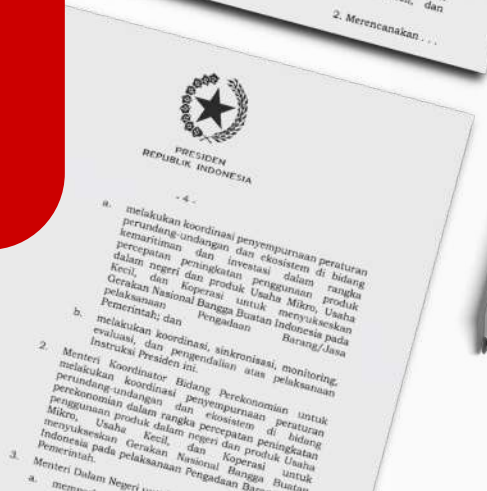 dan
2. Merencanakan . . .
PRESIDEN
REPUBLIK INDONESIA
- 4 -
a. melakukan koordinasi penyempurnaan peraturan
perundang-undangan dan ekosistem di bidang
kemaritiman dan investasi dalam rangka
percepatan peningkatan penggunaan produk
dalam negeri dan produk Usaha Mikro, Usaha
Kecil, dan Koperasi untuk menyukseskan
Gerakan Nasional Bangga Buatan Indonesia pada
pelaksanaan Pengadaan Barang/Jasa
Pemerintah; dan
b. melakukan koordinasi, sinkronisasi, monitoring,
evaluasi, dan pengendalian atas pelaksanaan
Instruksi Presiden ini.
2. Menteri Koordinator Bidang Perekonomian untuk
melakukan koordinasi penyempurnaan peraturan
perundang-undangan dan ekosistem di bidang
perekonomian dalam rangka percepatan peningkatan
penggunaan produk dalam negeri dan produk Usaha
Mikro, Usaha Kecil, dan Koperasi untuk
menyukseskan Gerakan Nasional Bangga Buatan
Indonesia pada pelaksanaan Pengadaan
Pemerintah.
3. Menteri Dalam Negeri
a.